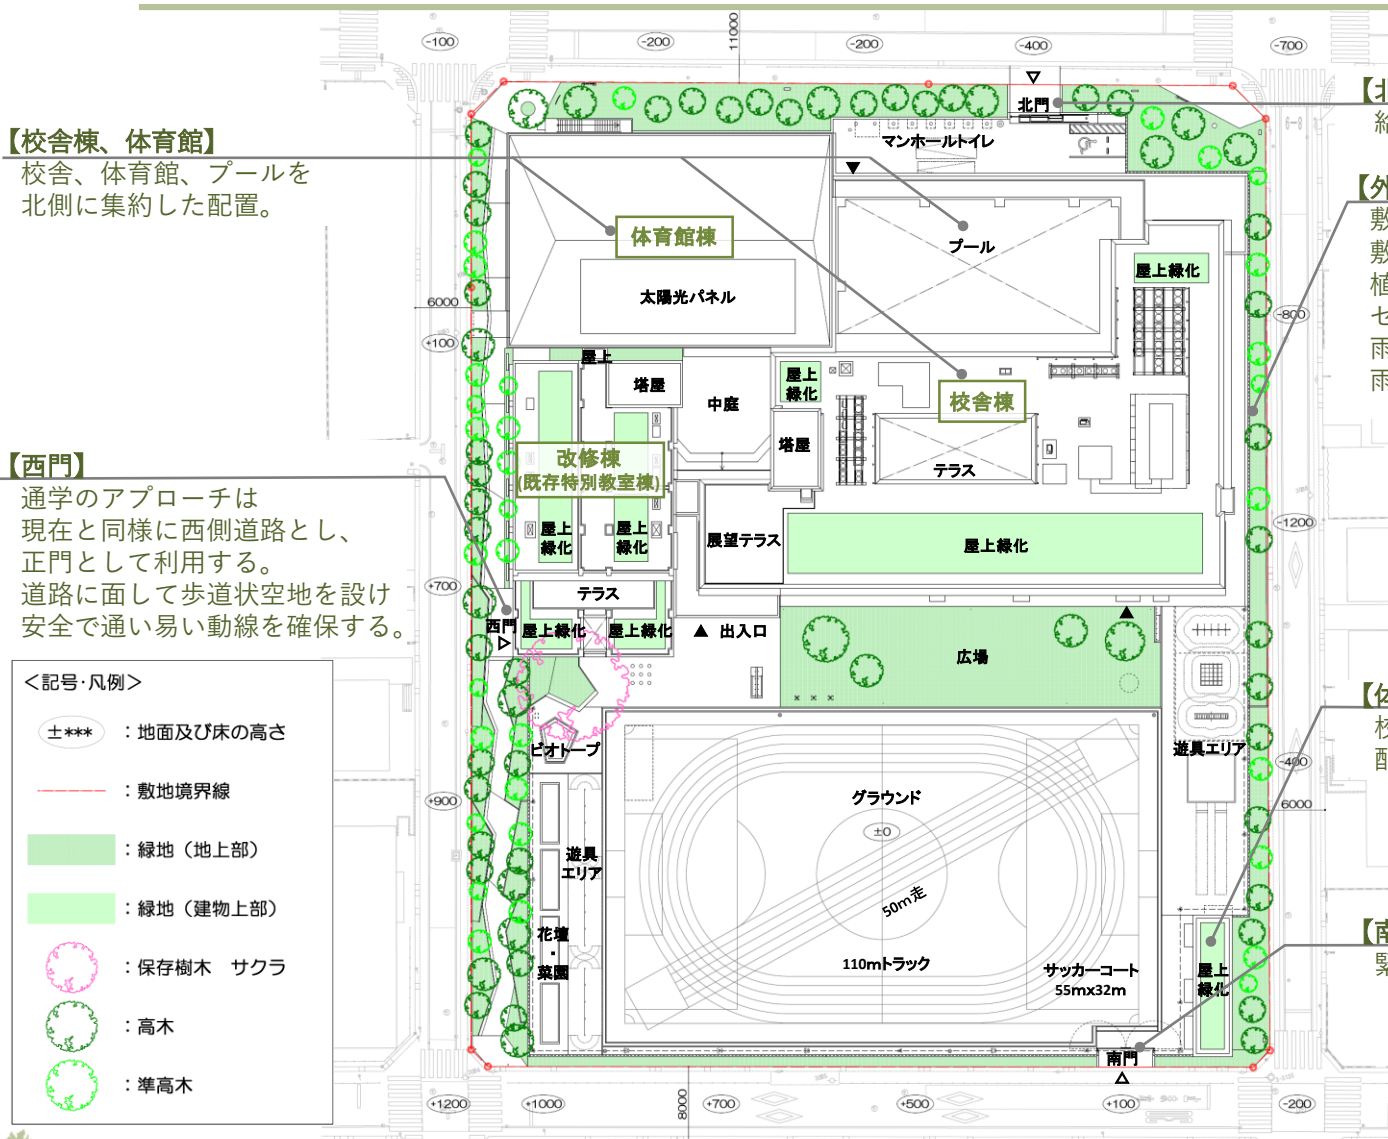 -100
-200
11000
-200
-400
-700
【校舎棟、体育館】
校舎、体育館、プールを
北側に集約した配置。
北門
【北
マンホールトイレ
【外
敷
敷
植
セ
雨
雨
体育館棟
プール
屋上緑化
太陽光パネル
6000
+100
-800
屋上
塔屋
中庭
屋上
緑化
校舎棟
塔屋
テラス
改修棟
(既存特別教室棟)
【西門】
通学のアプローチは
現在と同様に西側道路とし、
正門として利用する。
道路に面して歩道状空地を設け
安全で通い易い動線を確保する。
屋上
緑化
屋上
緑化
展望テラス
屋上緑化
-1200
+700
テラス
西門
屋上緑化
屋上緑化
出入口
広場
<記号・凡例>
±***
：地面及び床の高さ
：敷地境界線
：緑地（地上部）
：緑地（建物上部）
：保存樹木　サクラ
：高木
：準高木
ビオトープ
遊具エリア
-400
6000
+900
グラウンド
±0
遊具
エリア
50m走
花壇
・
菜園
110mトラック
サッカーコート
55mx32m
屋上
緑化
【南
緊
南門
+1200
+1000
8000
+700
+500
+100
-200